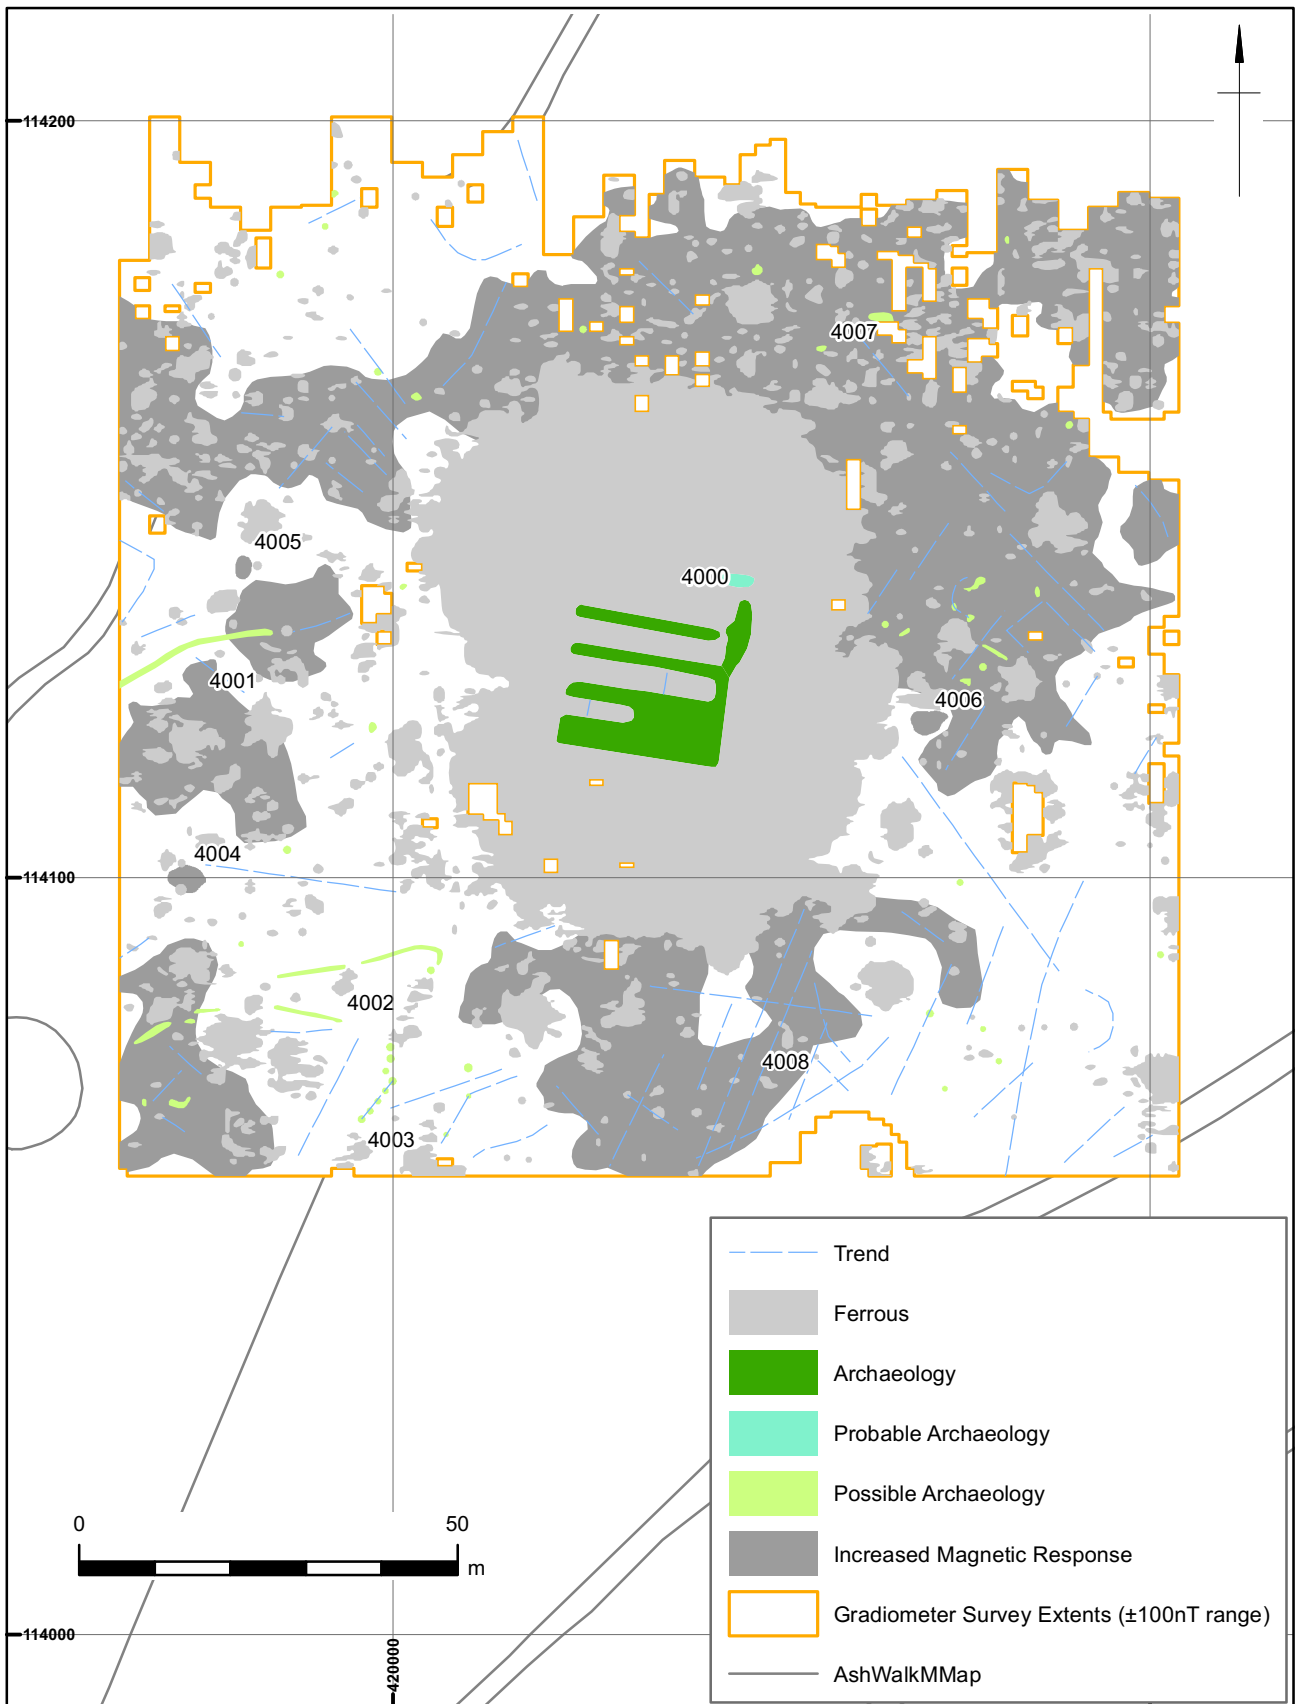 114200
4007
4005
4000
4001
4006
4004
114100
4002
4008
4003
Trend
Ferrous
Archaeology
Probable Archaeology
Possible Archaeology
0
50
m
Increased Magnetic Response
Gradiometer Survey Extents (±100nT range)
114000
420000
AshWalkMMap